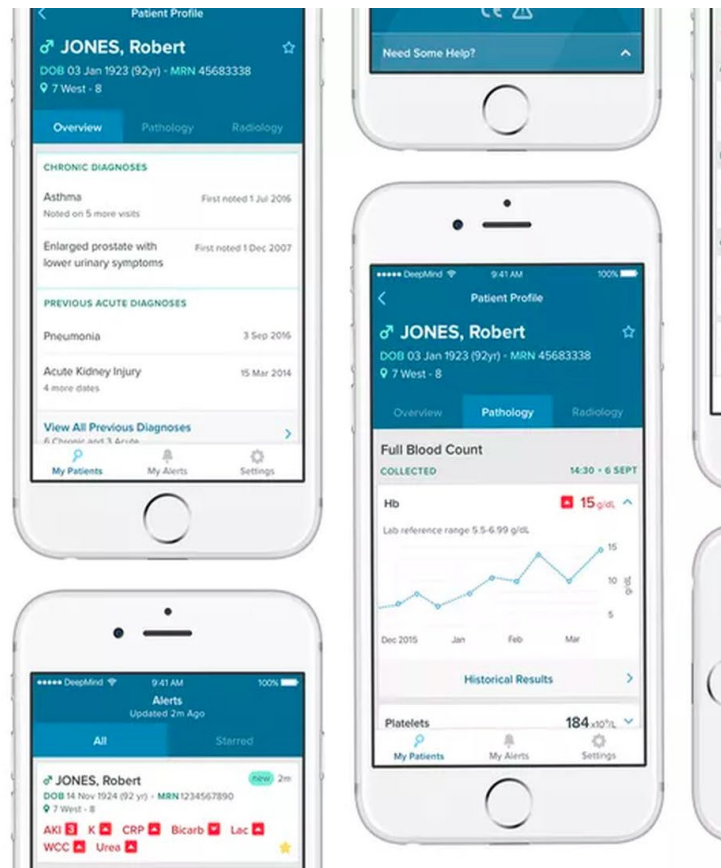 Patient Profile
JONES, Robert
DOB 03 Jan 1923 (92yr) - MRN 45683338
7 West - 8
Overview Pathology Radiology
CHRONIC DIAGNOSES
Asthma First noted 1 Jul 2016
Noted on 5 more visits
Enlarged prostate with First noted 1 Dec 2007
lower urinary symptoms
PREVIOUS ACUTE DIAGNOSES
Pneumonia 3 Sep 2016
Acute Kidney Injury 15 Mar 2014
4 more dates
View All Previous Diagnoses
6 Chronic and 3 Acute
My Patients My Alerts Settings
DeepMind 9:41 AM 100%
Alerts
Updated 2m Ago
All Starred
JONES, Robert new 2m
DOB 14 Nov 1924 (92 yr) - MRN 1234567890
7 West - 8
AKI 3 K CRP Bicarb Lac
WCC Urea
CE
Need Some Help?
DeepMind 9:41 AM 100%
Patient Profile
JONES, Robert
DOB 03 Jan 1923 (92yr) - MRN 45683338
7 West - 8
Overview Pathology Radiology
Full Blood Count
COLLECTED 14:30 • 6 SEPT
Hb 15 g/dL
Lab reference range 5.5-6.99 g/dL
15
10
g/dL
5
Dec 2015 Jan Feb Mar
Historical Results
Platelets 184 x10⁹/L
My Patients My Alerts Settings